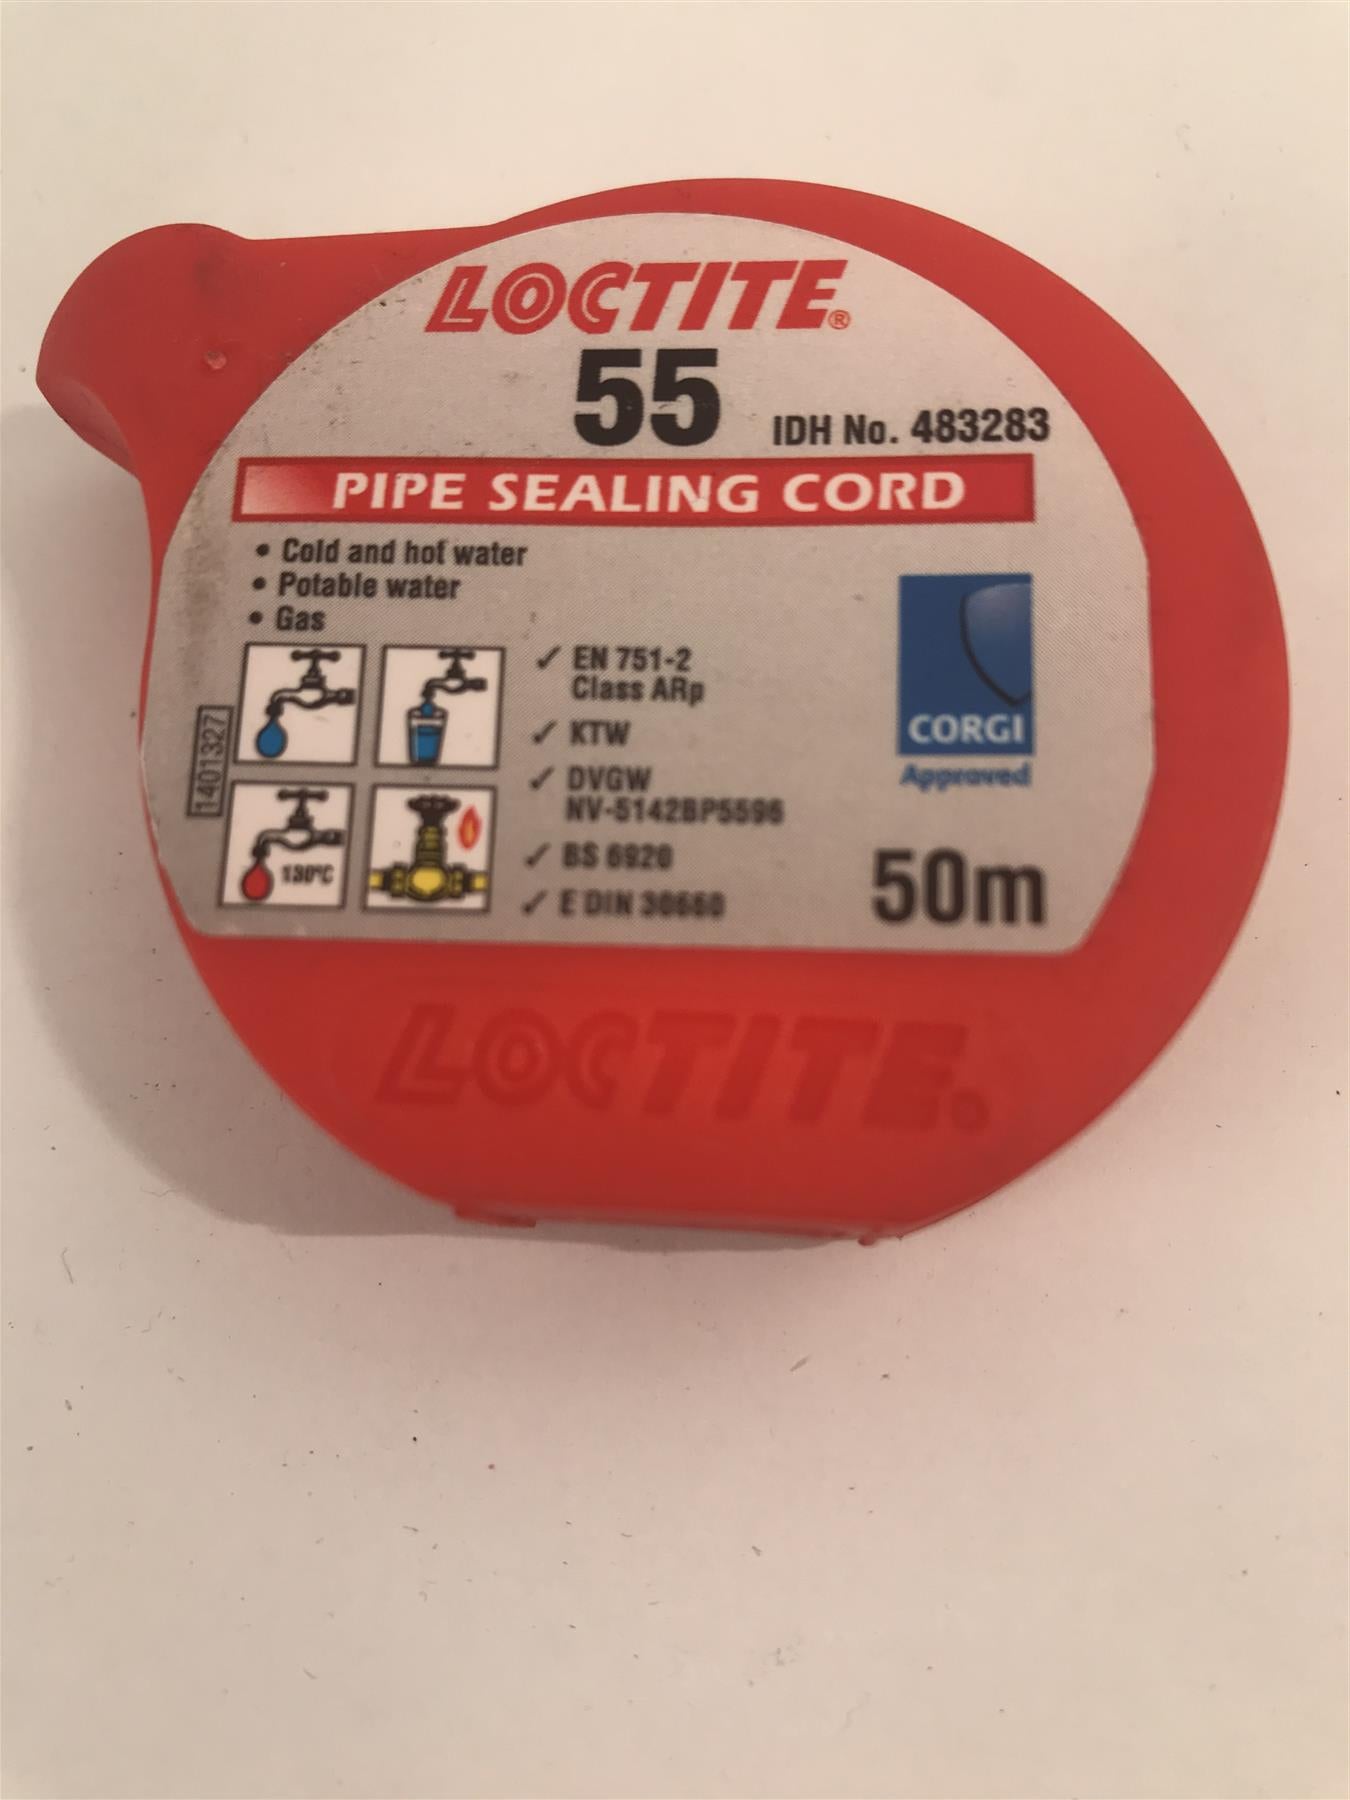 LOCTITE®
55
IDH No. 483283
PIPE SEALING CORD
• Cold and hot water
• Potable water
• Gas
✓ EN 751-2
Class ARp
✓ KTW
✓ DVGW
NV-5142BP5596
✓ BS 6920
✓ E DIN 30660
1401327
130°C
CORGI
Approved
50m
LOCTITE®